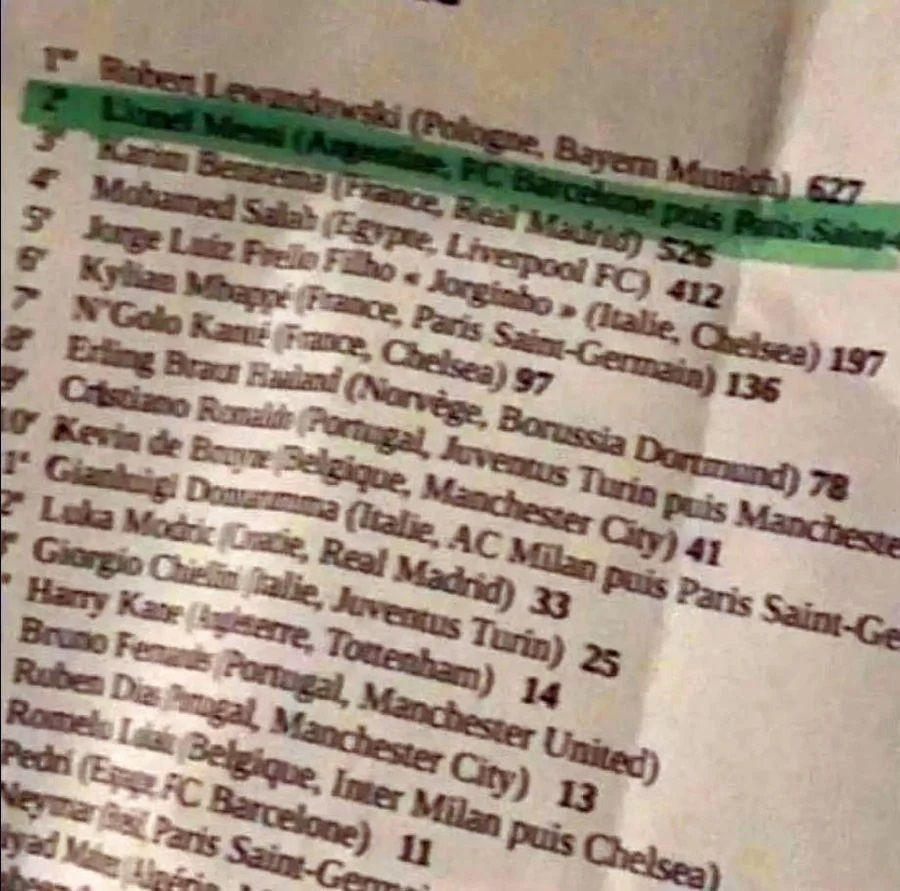 1er Robert Lewandowski (Pologne, Bayern Munich) 627
2e Lionel Messi (Argentine, FC Barcelone puis Paris Saint-
3e Karim Benzema (France, Real Madrid) 526
4e Mohamed Salah (Egypte, Liverpool FC) 412
5e Jorge Luiz Frello Filho « Jorginho » (Italie, Chelsea) 197
6e Kylian Mbappé (France, Paris Saint-Germain) 136
7e N'Golo Kanté (France, Chelsea) 97
8e Erling Braut Haaland (Norvège, Borussia Dortmund) 78
9e Cristiano Ronaldo (Portugal, Juventus Turin puis Mancheste
10e Kevin de Bruyne (Belgique, Manchester City) 41
1e Gianluigi Donnarumma (Italie, AC Milan puis Paris Saint-Ge
2e Luka Modric (Croatie, Real Madrid) 33
Giorgio Chiellini (Italie, Juventus Turin) 25
Harry Kane (Angleterre, Tottenham) 14
Bruno Fernandes (Portugal, Manchester United)
Ruben Dias (Portugal, Manchester City) 13
Romelu Lukaku (Belgique, Inter Milan puis Chelsea)
Pedri (Espagne, FC Barcelone) 11
Neymar (Brésil, Paris Saint-Germain
yad Mahrez (Algérie,